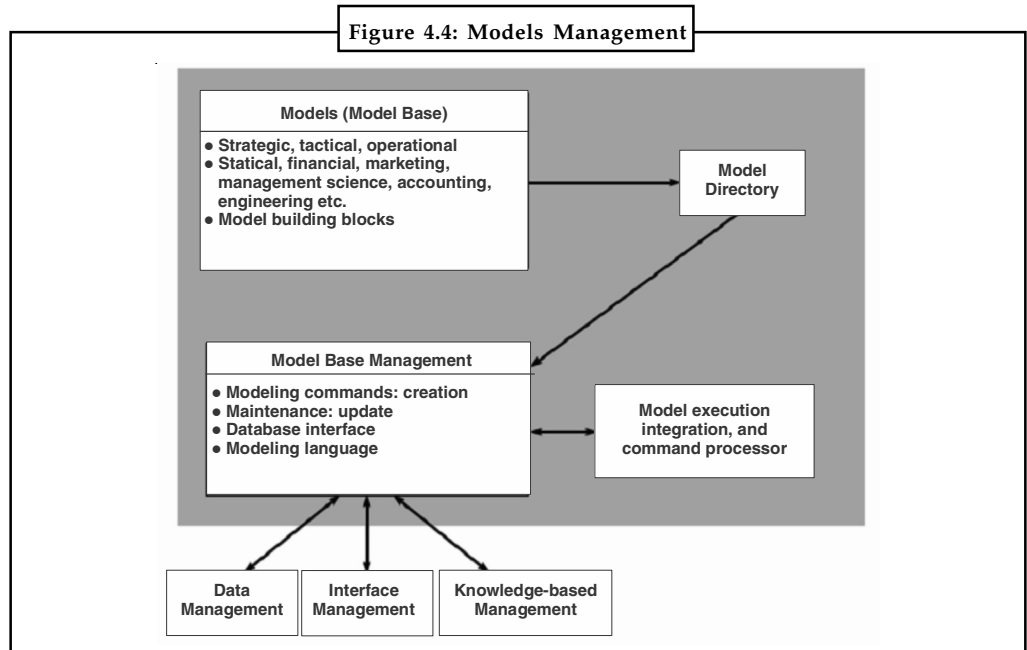 Figure 4.4: Models Management
Models (Model Base)
● Strategic, tactical, operational
● Statical, financial, marketing,
management science, accounting,
engineering etc.
● Model building blocks
Model
Directory
Model Base Management
● Modeling commands: creation
● Maintenance: update
● Database interface
● Modeling language
Model execution
integration, and
command processor
Data
Management
Interface
Management
Knowledge-based
Management